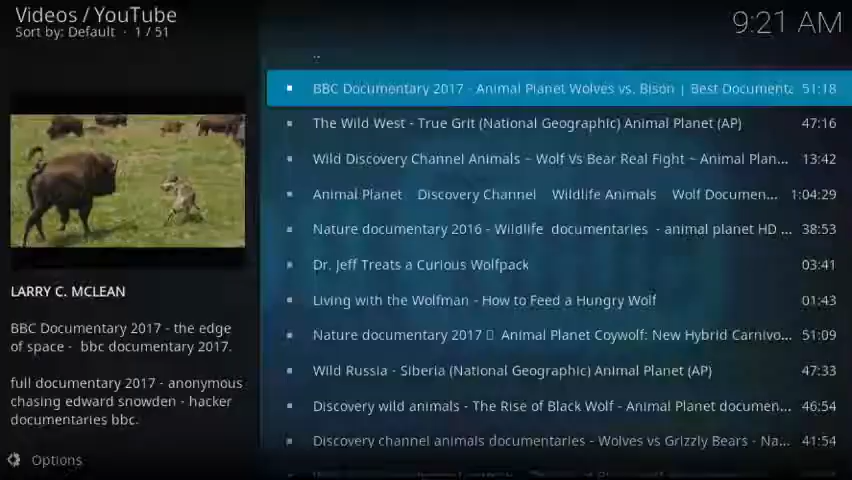 Videos / YouTube
Sort by: Default · 1 / 51
9:21 AM
..
BBC Documentary 2017 - Animal Planet Wolves vs. Bison | Best Documenta 51:18
The Wild West - True Grit (National Geographic) Animal Planet (AP) 47:16
Wild Discovery Channel Animals ~ Wolf Vs Bear Real Fight ~ Animal Plan... 13:42
Animal Planet Discovery Channel Wildlife Animals Wolf Documen... 1:04:29
Nature documentary 2016 - Wildlife documentaries - animal planet HD ... 38:53
Dr. Jeff Treats a Curious Wolfpack 03:41
Living with the Wolfman - How to Feed a Hungry Wolf 01:43
Nature documentary 2017 Animal Planet Coywolf: New Hybrid Carnivo... 51:09
Wild Russia - Siberia (National Geographic) Animal Planet (AP) 47:33
Discovery wild animals - The Rise of Black Wolf - Animal Planet documen... 46:54
Discovery channel animals documentaries - Wolves vs Grizzly Bears - Na... 41:54
LARRY C. MCLEAN
BBC Documentary 2017 - the edge
of space - bbc documentary 2017.
full documentary 2017 - anonymous
chasing edward snowden - hacker
documentaries bbc.
Options